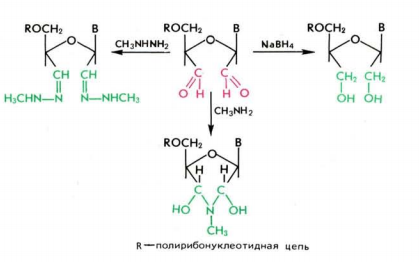 ROCH₂ O B CH₃NHNH₂ ROCH₂ O B NaBH₄ ROCH₂ O B
CH CH C C CH₂ CH₂
H₃CHN—N N—NHCH₃ O H H O OH OH
CH₃NH₂
ROCH₂ O B
H H
C C
HO N OH
CH₃
R—полирибонуклеотидная цепь